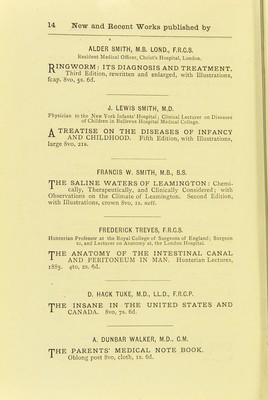 14 New and Recent Works published by
ALDER SMITH, M.B. LOND., F.R.C.S.
Resident Medical Officer, Christ's Hospital, London.
RINGWORM: ITS DIAGNOSIS AND TREATMENT.
Third Edition, rewritten and enlarged, with Illustrations,
fcap. 8vo, 5s. 6d.
J. LEWIS SMITH, M.D.
Physician to the New York Infants' Hospital; Clinical Lecturer on Diseases
of Children in Bellevue Hospital Medical College.
A TREATISE ON THE DISEASES OF INFANCY
AND CHILDHOOD. Fifth Edition, with Illustrations,
large 8vo, 21s.
FRANCIS W. SMITH, M.B., B.S.
THE SALINE WATERS OF LEAMINGTON: Chemi-
cally, Therapeutically, and Clinically Considered; with
Observations on the Climate of Leamington. Second Edition,
with Illustrations, crown 8vo, 1s. nett.
FREDERICK TREVES, F.R.C.S.
Hunterian Professor at the Royal College of Surgeons of England; Surgeon
to, and Lecturer on Anatomy at, the London Hospital.
THE ANATOMY OF THE INTESTINAL CANAL
AND PERITONEUM IN MAN. Hunterian Lectures,
1885. 4to, 2s. 6d.
D. HACK TUKE, M.D., LL.D., F.R.C.P.
THE INSANE IN THE UNITED STATES AND
CANADA. 8vo, 7s. 6d.
A. DUNBAR WALKER, M.D., C.M.
THE PARENTS' MEDICAL NOTE BOOK.
Oblong post 8vo, cloth, 1s. 6d.